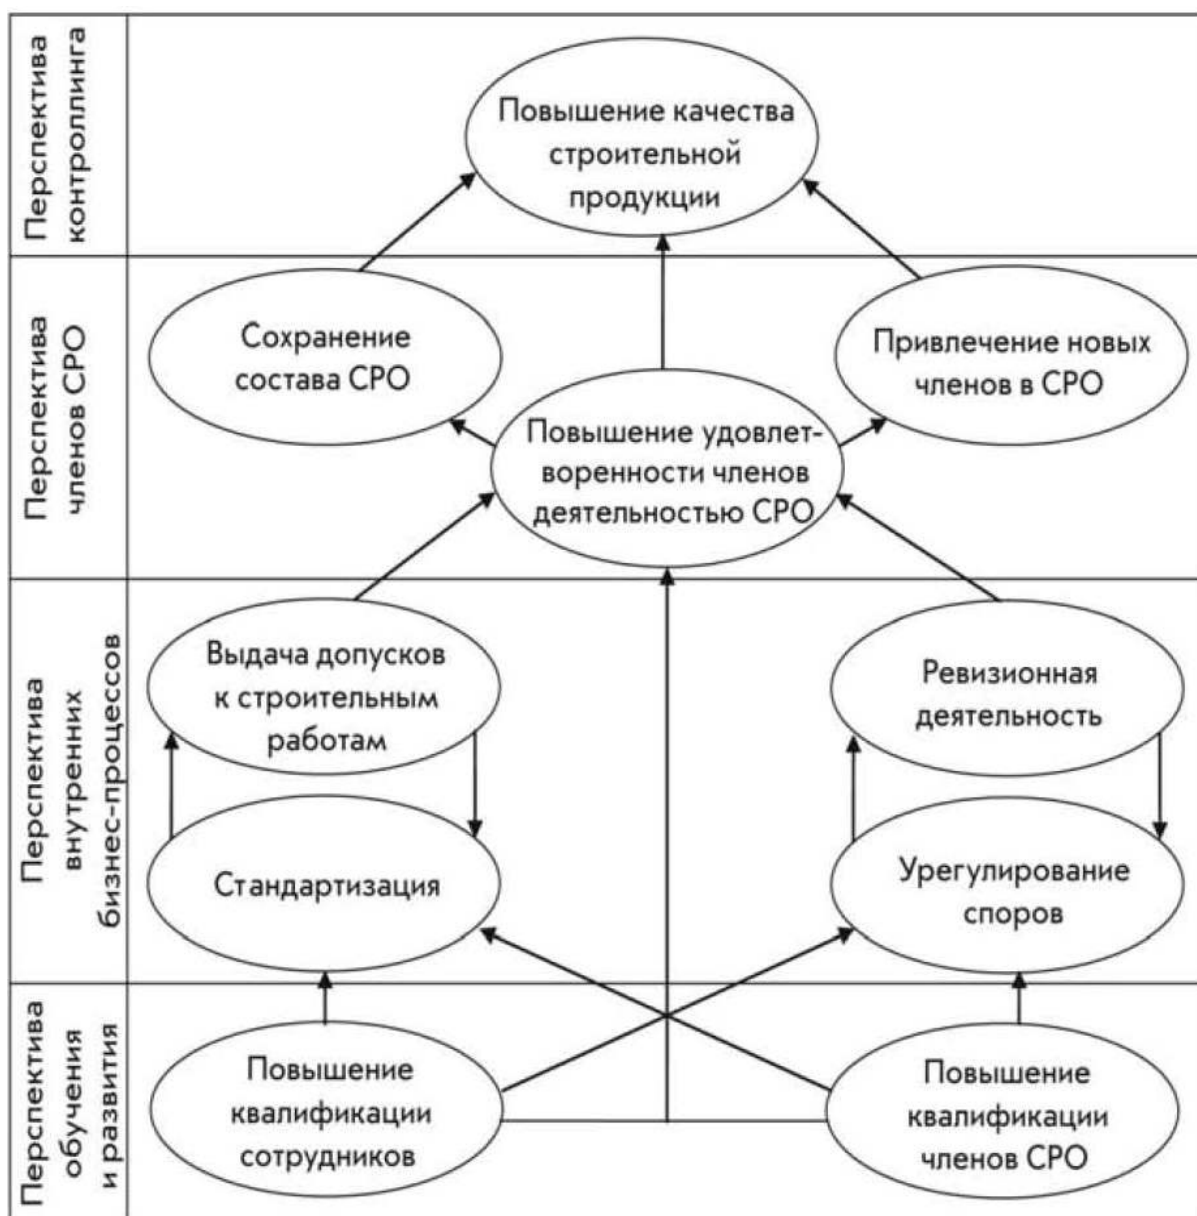 Перспектива
контроллинга
Повышение качества
строительной
продукции
Перспектива
членов СРО
Сохранение
состава СРО
Привлечение новых
членов в СРО
Повышение удовлет-
воренности членов
деятельностью СРО
Перспектива
внутренних
бизнес-процессов
Выдача допусков
к строительным
работам
Ревизионная
деятельность
Стандартизация
Урегулирование
споров
Перспектива
обучения
и развития
Повышение
квалификации
сотрудников
Повышение
квалификации
членов СРО